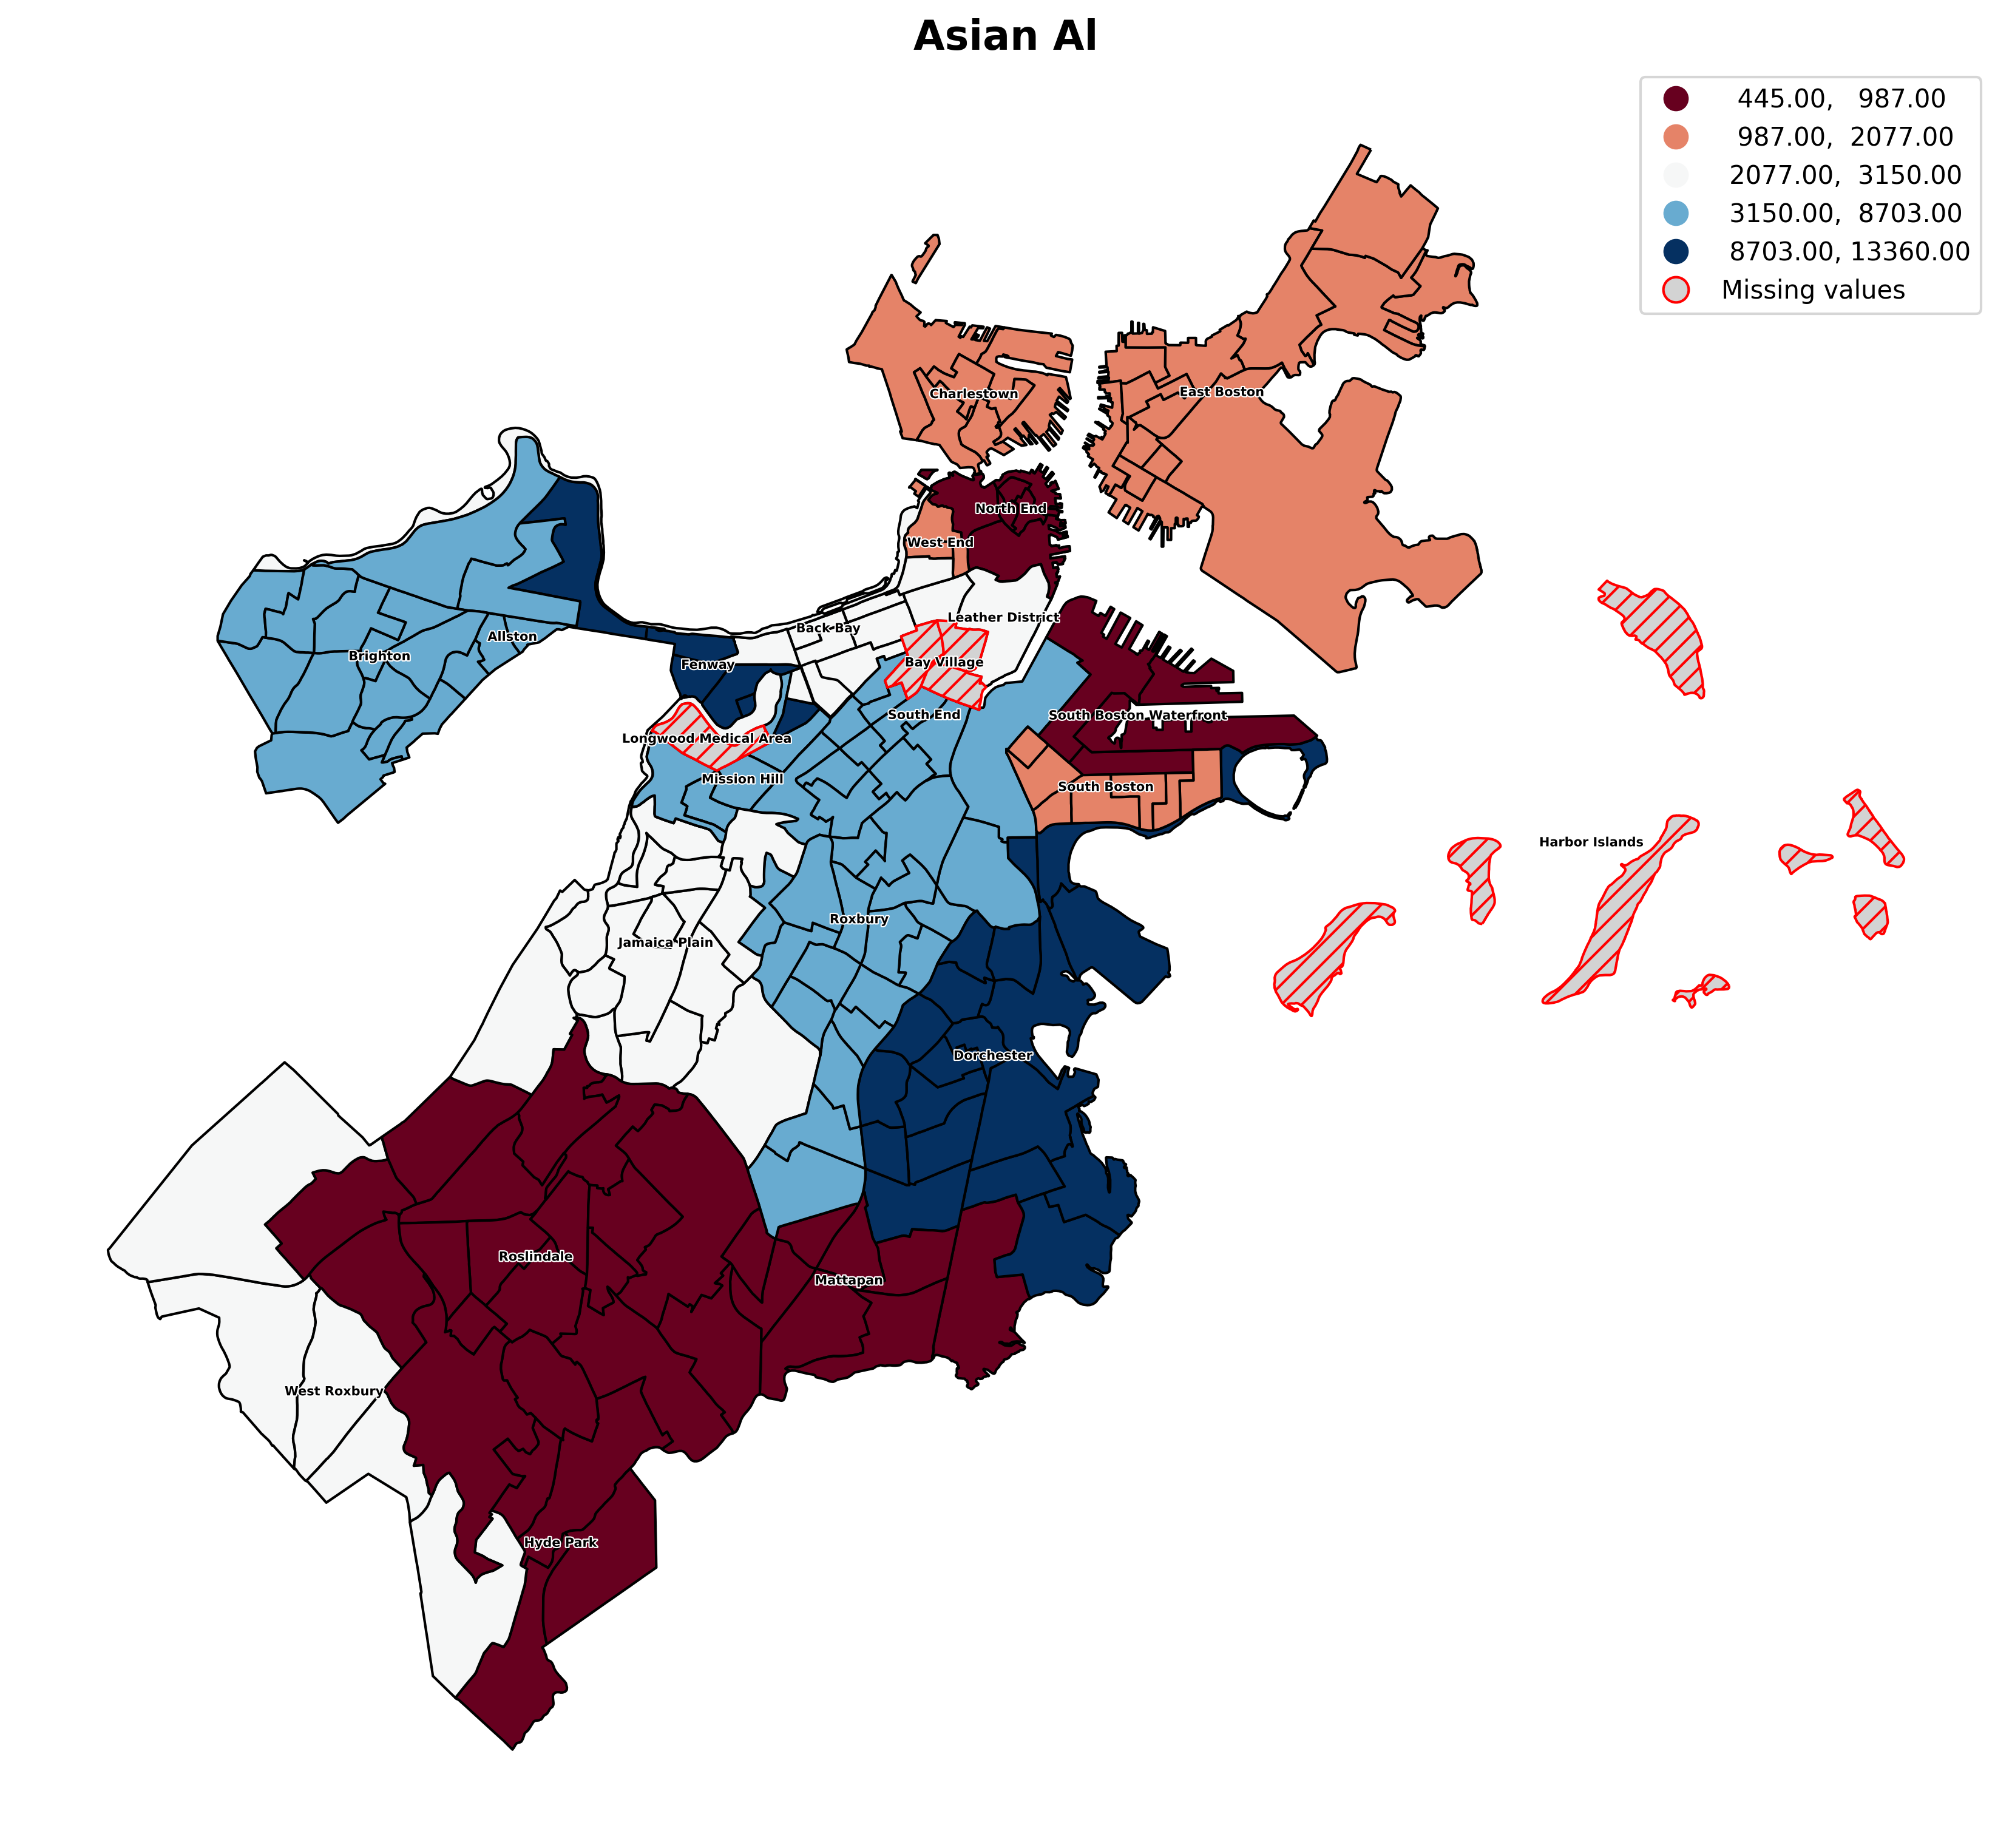 Asian Al
445.00, 987.00
987.00, 2077.00
2077.00, 3150.00
3150.00, 8703.00
8703.00, 13360.00
Missing values
Charlestown
East Boston
North End
West End
Leather District
Back Bay
Allston
Brighton
Fenway
Bay Village
South End
South Boston Waterfront
Longwood Medical Area
Mission Hill
South Boston
Harbor Islands
Roxbury
Jamaica Plain
Dorchester
Roslindale
Mattapan
West Roxbury
Hyde Park